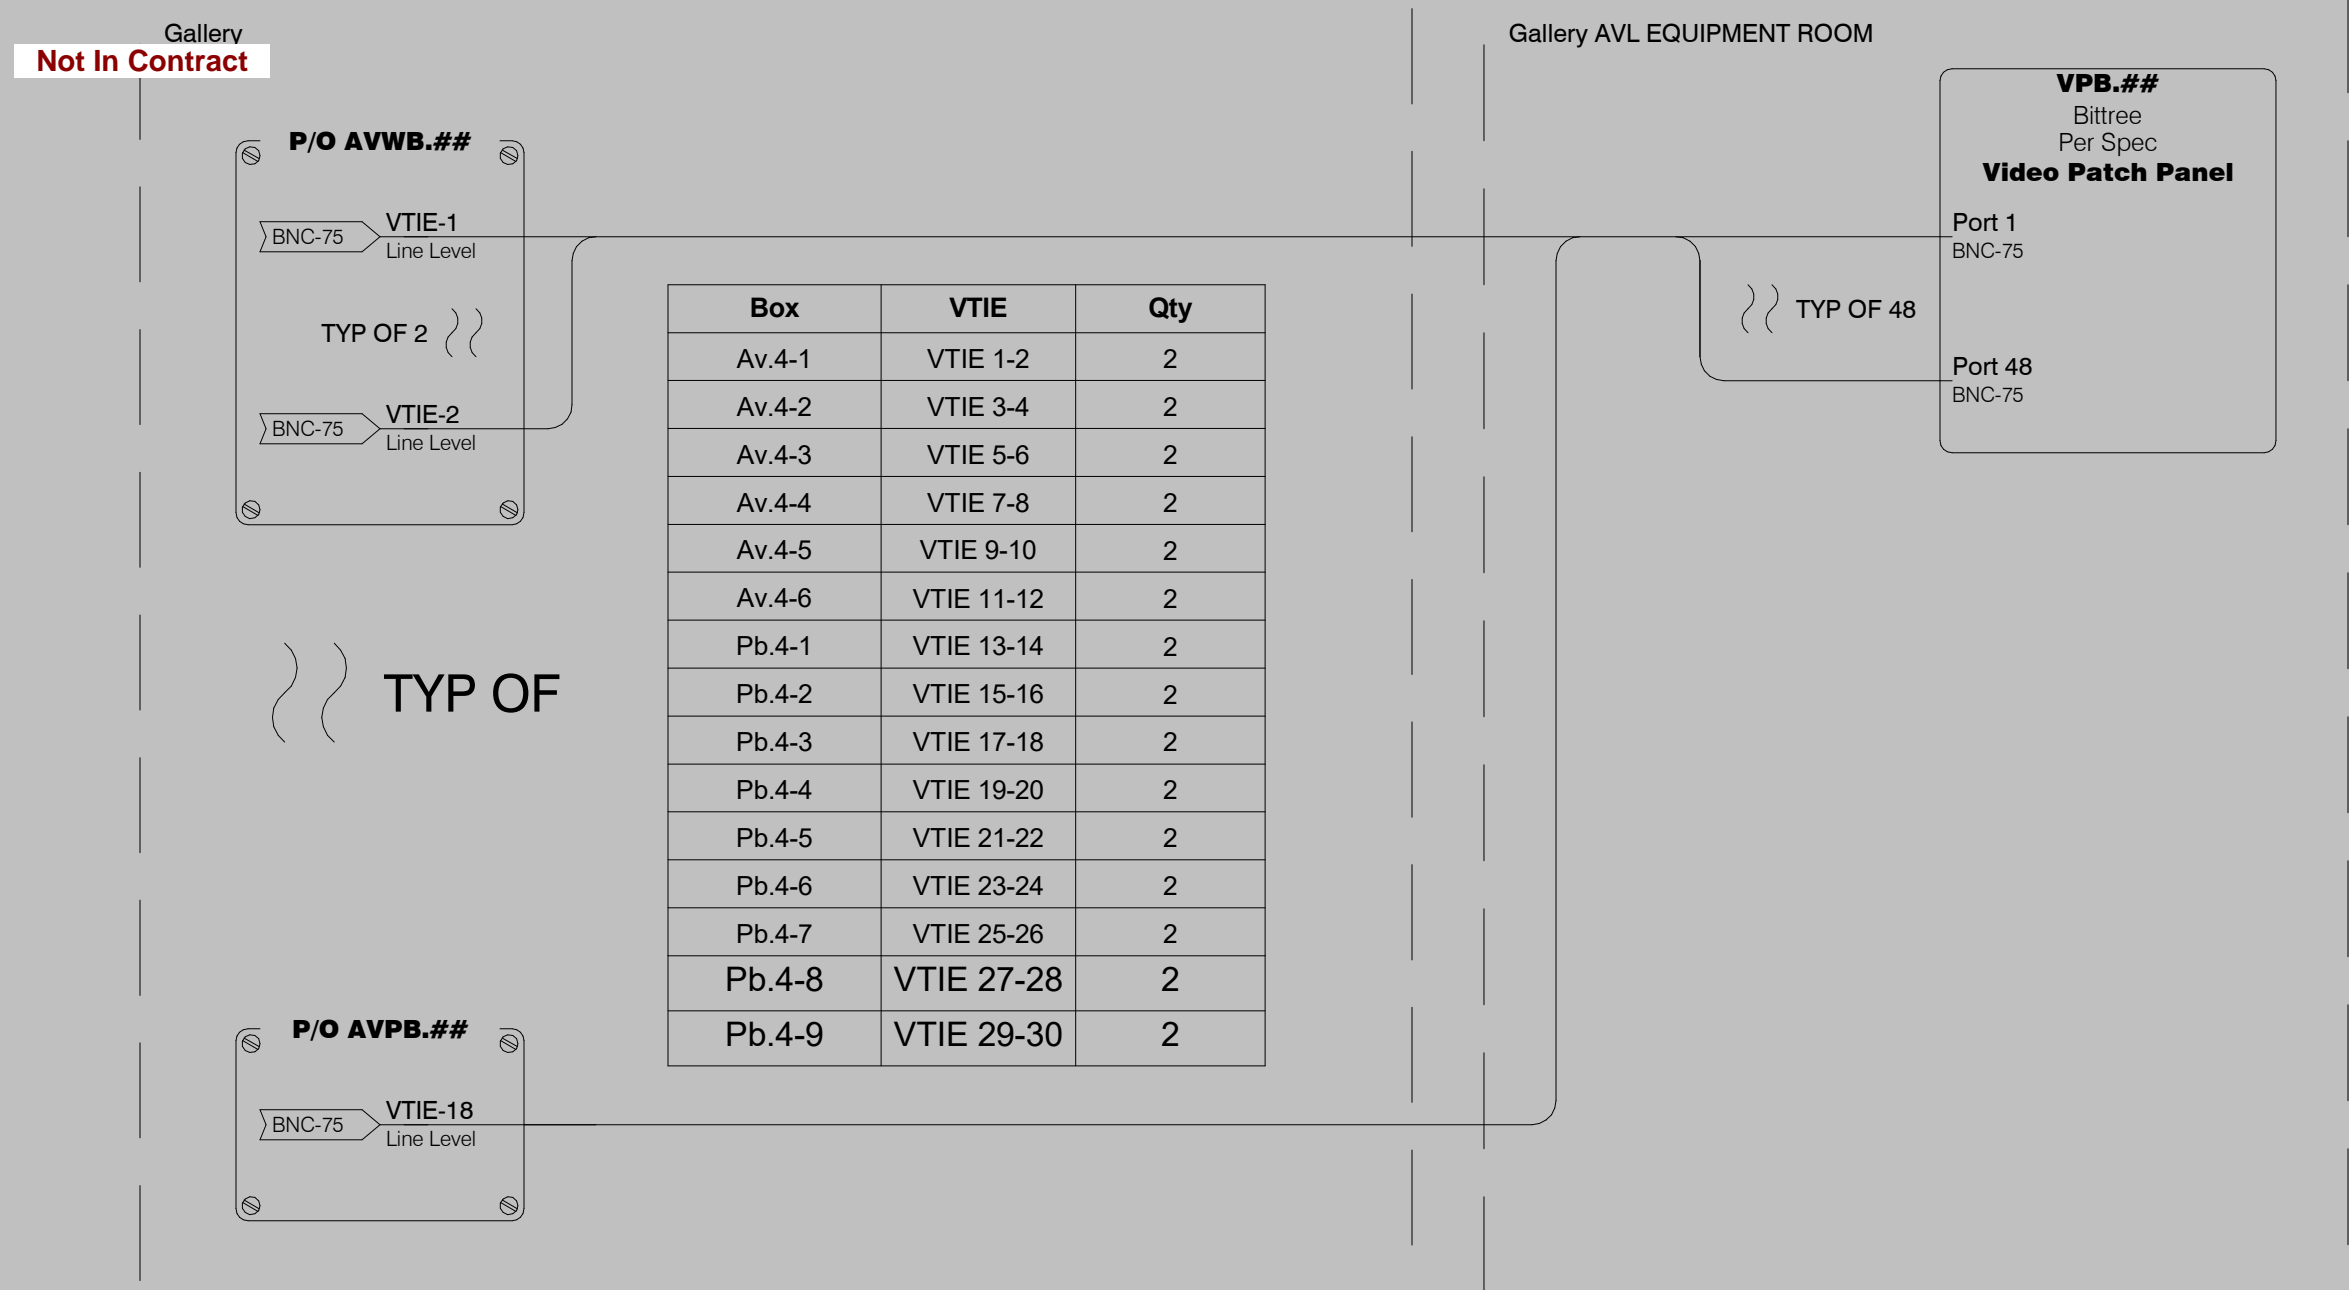 Gallery
Not In Contract
P/O AVWB.##
BNC-75
VTIE-1
Line Level
TYP OF 2
BNC-75
VTIE-2
Line Level
TYP OF
P/O AVPB.##
BNC-75
VTIE-18
Line Level
Box VTIE Qty
Av.4-1 VTIE 1-2 2
Av.4-2 VTIE 3-4 2
Av.4-3 VTIE 5-6 2
Av.4-4 VTIE 7-8 2
Av.4-5 VTIE 9-10 2
Av.4-6 VTIE 11-12 2
Pb.4-1 VTIE 13-14 2
Pb.4-2 VTIE 15-16 2
Pb.4-3 VTIE 17-18 2
Pb.4-4 VTIE 19-20 2
Pb.4-5 VTIE 21-22 2
Pb.4-6 VTIE 23-24 2
Pb.4-7 VTIE 25-26 2
Pb.4-8 VTIE 27-28 2
Pb.4-9 VTIE 29-30 2
Gallery AVL EQUIPMENT ROOM
VPB.##
Bittree
Per Spec
Video Patch Panel
Port 1
BNC-75
TYP OF 48
Port 48
BNC-75